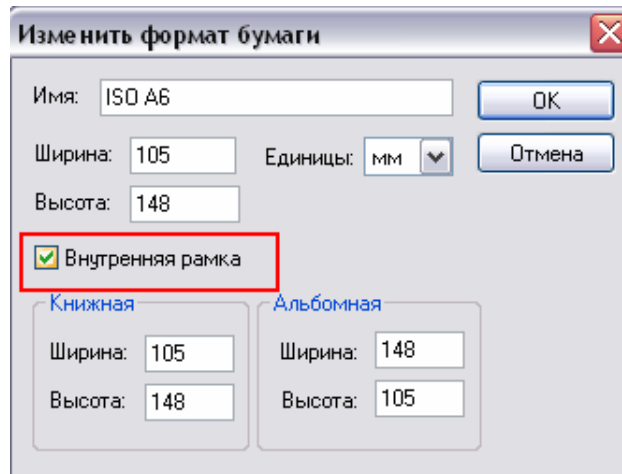 Изменить формат бумаги
Имя: ISO A6 OK
Ширина: 105 Единицы: мм Отмена
Высота: 148
Внутренняя рамка
Книжная Альбомная
Ширина: 105 Ширина: 148
Высота: 148 Высота: 105